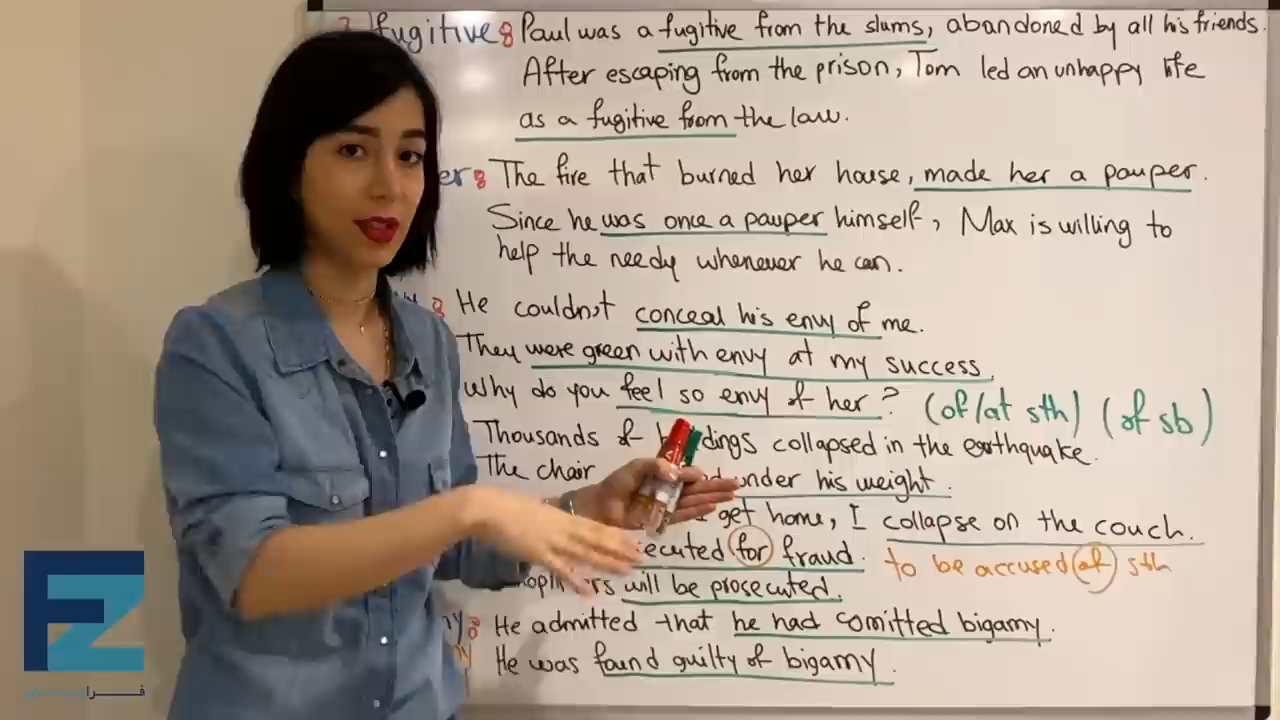 fugitive: Paul was a fugitive from the slums, abandoned by all his friends.
After escaping from the prison, Tom led an unhappy life
as a fugitive from the law.
er: The fire that burned her house, made her a pauper.
Since he was once a pauper himself, Max is willing to
help the needy whenever he can.
: He couldn't conceal his envy of me.
They were green with envy at my success.
Why do you feel so envy of her? (of/at sth) (of sb)
Thousands of dings collapsed in the earthquake.
The chair under his weight.
get home, I collapse on the couch.
ecuted for fraud. to be accused of sth
rs will be prosecuted.
y: He admitted that he had comitted bigamy.
He was found guilty of bigamy.
FZ